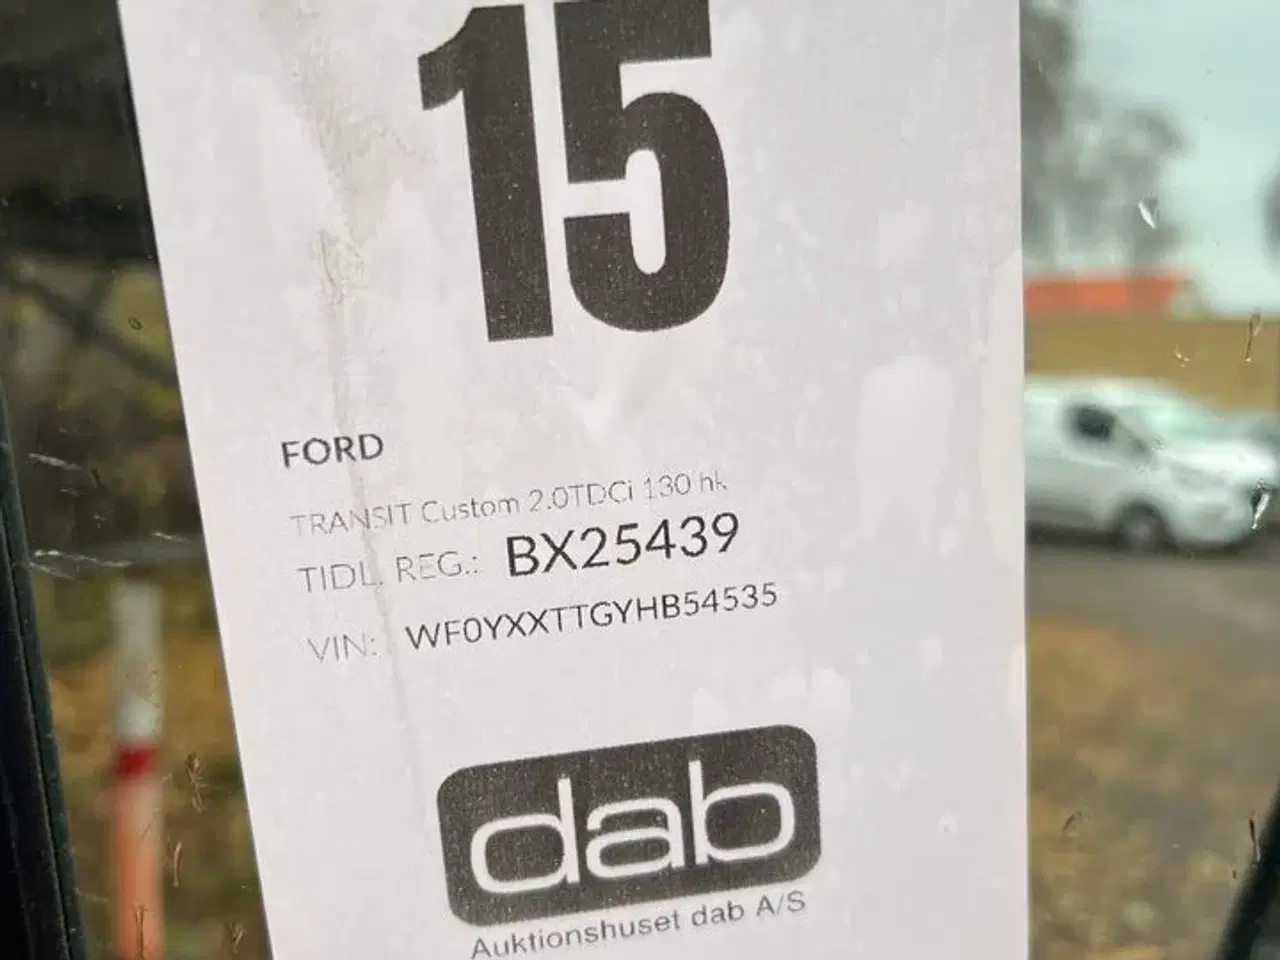 15
FORD
TRANSIT Custom 2.0TDCi 130 hk
TIDL. REG.: BX25439
VIN: WF0YXXTTGYHB54535
dab
Auktionshuset dab A/S